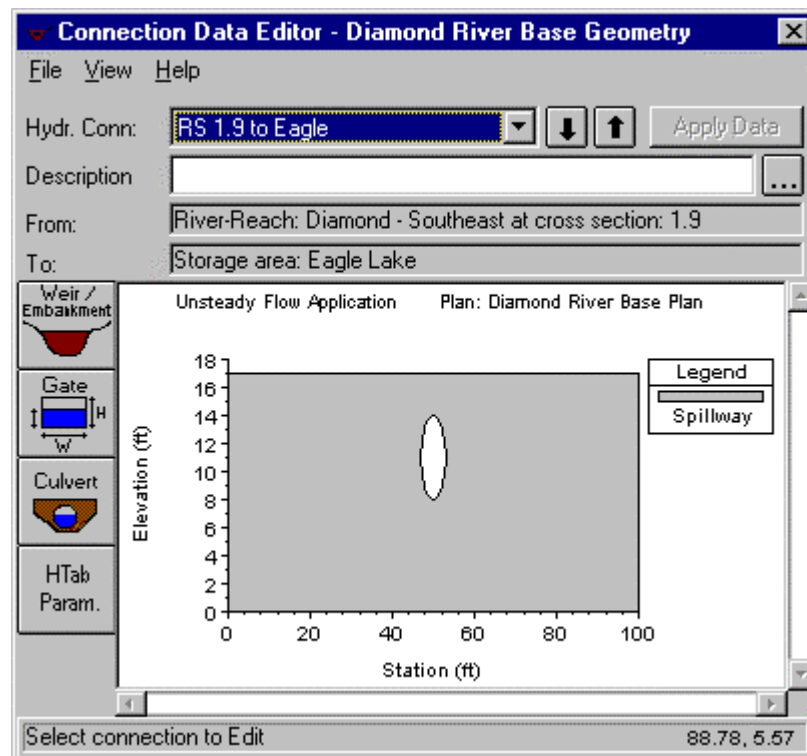 Connection Data Editor - Diamond River Base Geometry
File View Help
Hydr. Conn: RS 1.9 to Eagle Apply Data
Description ...
From: River-Reach: Diamond - Southeast at cross section: 1.9
To: Storage area: Eagle Lake
Weir / Embankment
Gate
H
W
Culvert
HTab Param.
Unsteady Flow Application Plan: Diamond River Base Plan
18
16
14
12
10
8
6
4
2
0
Elevation (ft)
0 20 40 60 80 100
Station (ft)
Legend
Spillway
Select connection to Edit 88.78, 5.57